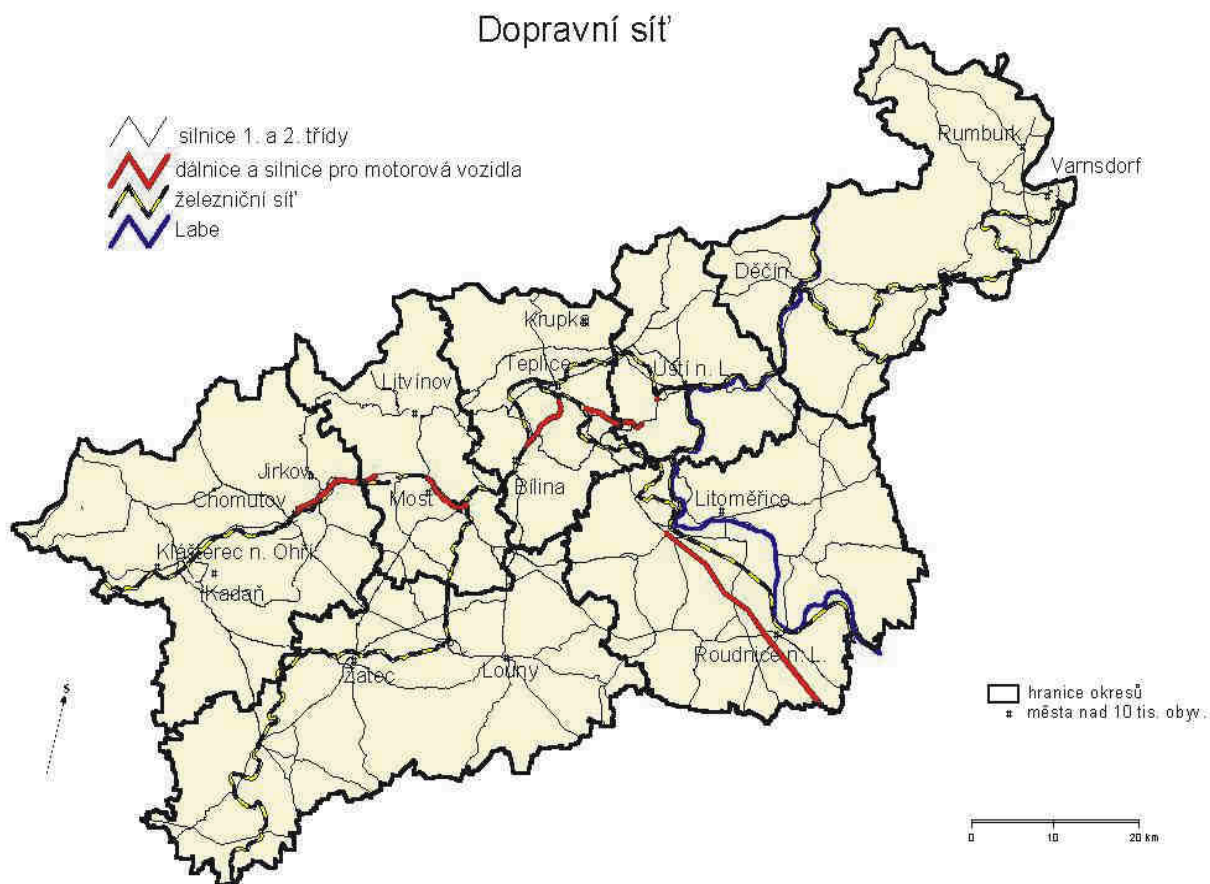 Dopravní síť
silnice 1. a 2. třídy
dálnice a silnice pro motorová vozidla
železniční síť
Labe
Rumburk
Varnsdorf
Děčín
Krupka
Teplice
Ústí n. L.
Litvínov
Jirkov
Chomutov
Most
Bílina
Litoměřice
Klášterec n. Ohří
Kadaň
Žatec
Louny
Roudnice n. L.
S
hranice okresů
města nad 10 tis. obyv.
0 10 20 km